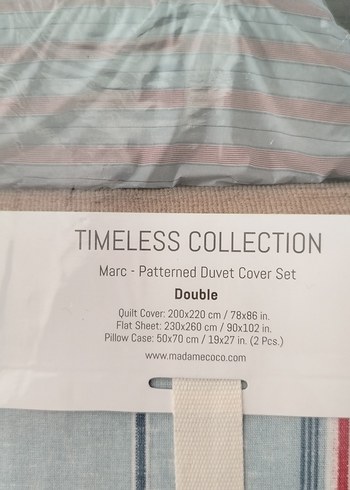 TIMELESS COLLECTION
Marc - Patterned Duvet Cover Set
Double
Quilt Cover: 200x220 cm / 78x86 in.
Flat Sheet: 230x260 cm / 90x102 in.
Pillow Case: 50x70 cm / 19x27 in. (2 Pcs.)
www.madamecoco.com